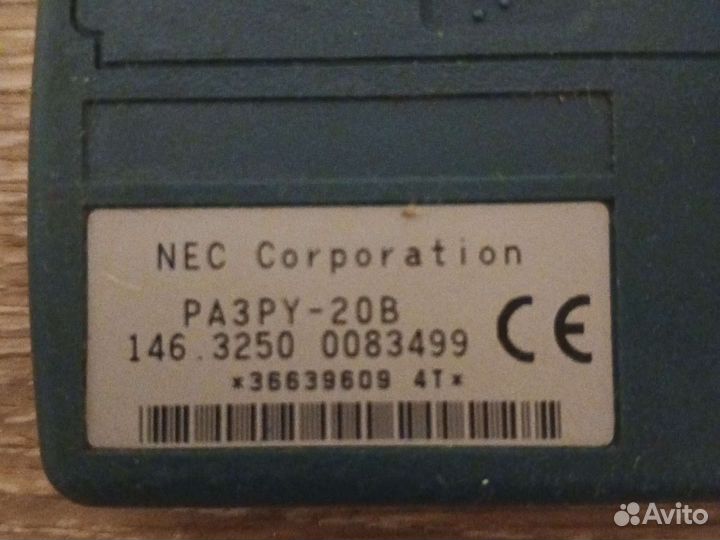 NEC Corporation
PA3PY-20B
146.3250 0083499
CE
*36639609 4T*
Avito